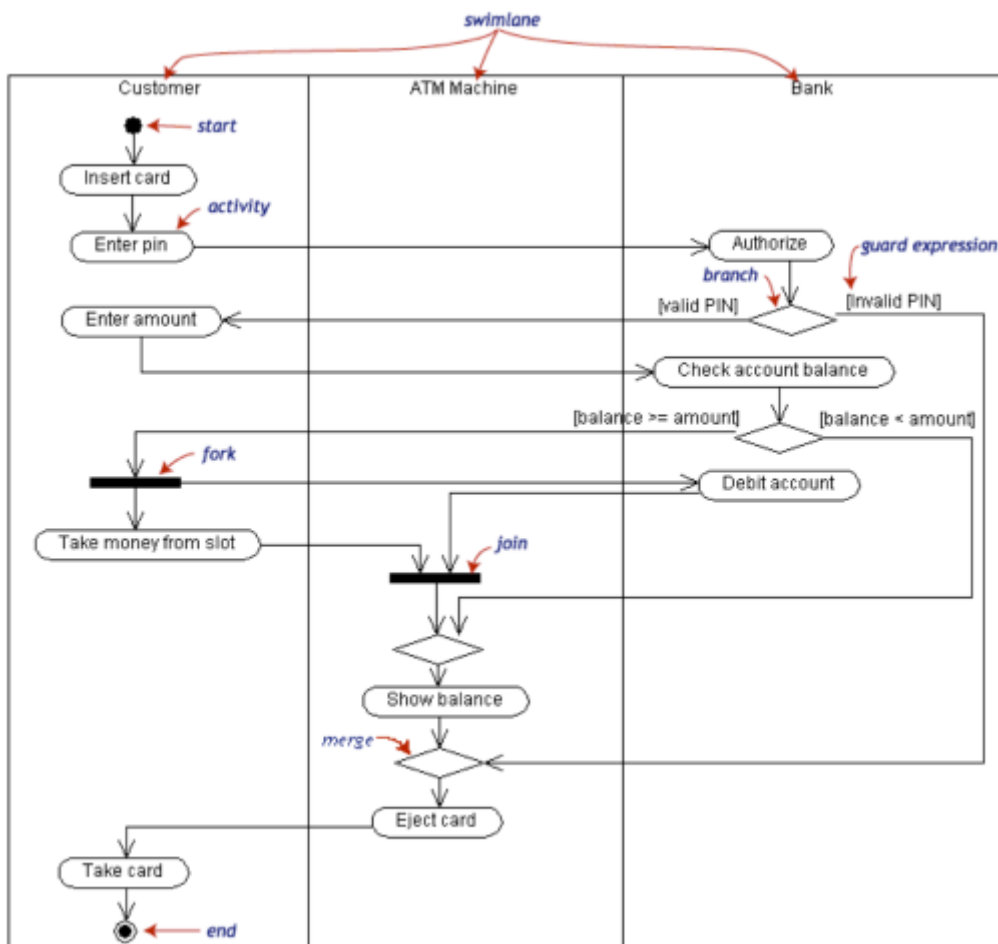 swimlane
Customer
ATM Machine
Bank
start
Insert card
activity
Enter pin
Authorize
guard expression
branch
[valid PIN]
[Invalid PIN]
Enter amount
Check account balance
[balance >= amount]
[balance < amount]
fork
Debit account
Take money from slot
join
Show balance
merge
Eject card
Take card
end